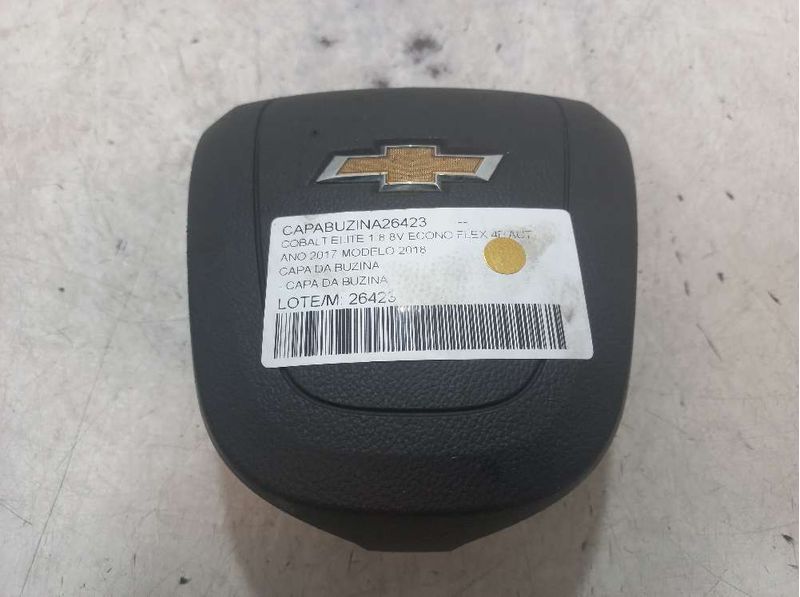 CAPABUZINA26423 --
COBALT ELITE 1.8 8V ECONO FLEX 4P AUT
ANO 2017 MODELO 2018
CAPA DA BUZINA
- CAPA DA BUZINA
LOTE/M: 26423